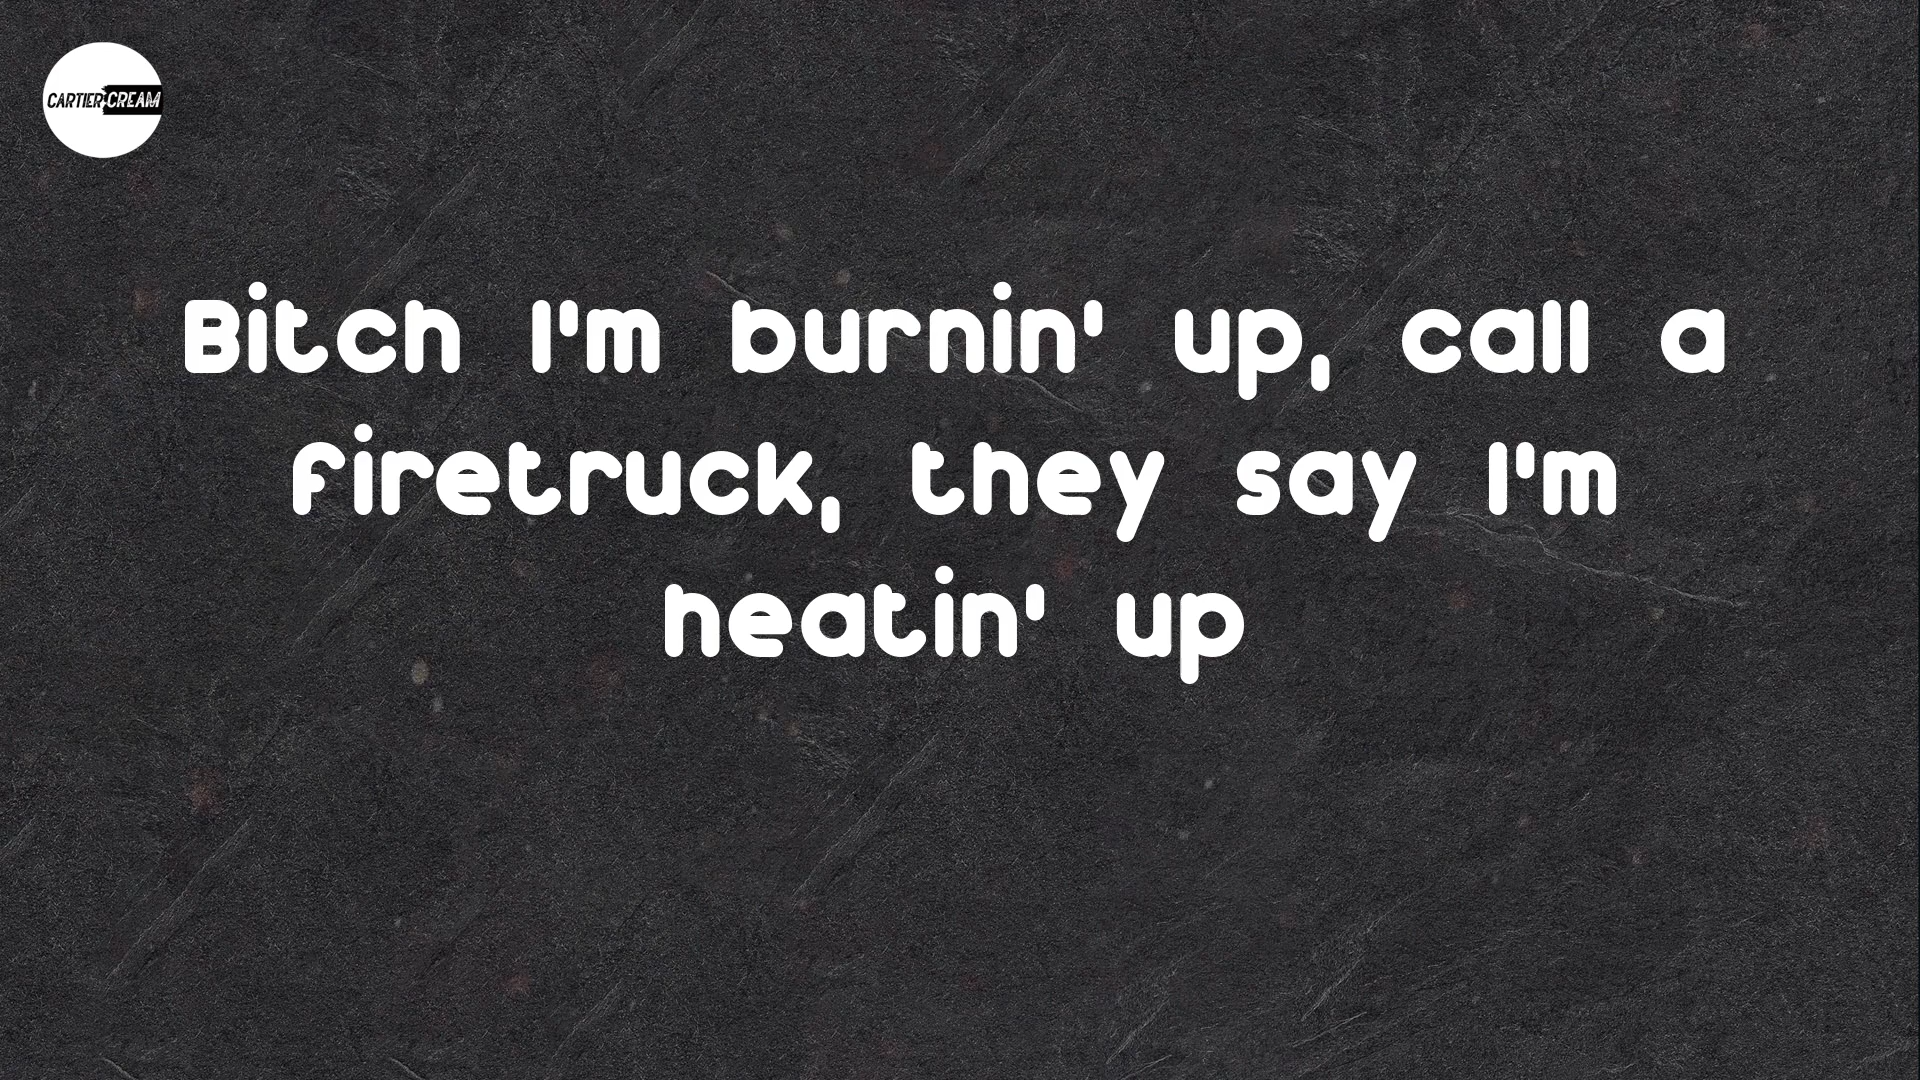 CARTIER CREAM
Bitch I'm burnin' up, call a
firetruck, they say I'm
heatin' up